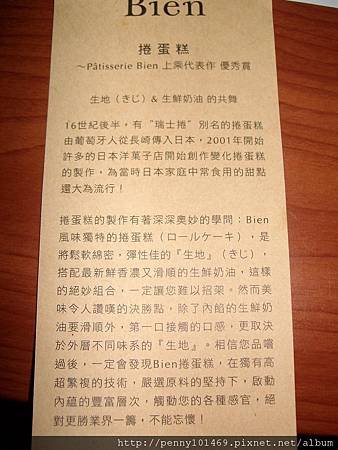 Bien
捲蛋糕
～Pâtisserie Bien 上乘代表作 優秀賞
生地（きじ）& 生鮮奶油 的共舞
16世紀後半，有“瑞士捲”別名的捲蛋糕
由葡萄牙人從長崎傳入日本，2001年開始
許多的日本洋菓子店開始創作變化捲蛋糕
的製作，為當時日本家庭中常食用的甜點
還大為流行！
捲蛋糕的製作有著深深奧妙的學問：Bien
風味獨特的捲蛋糕（ロールケーキ），是
將鬆軟綿密，彈性佳的『生地』（きじ），
搭配最新鮮香濃又滑順的生鮮奶油，這樣
的絕妙組合，一定讓您難以招架。然而美
味令人讚嘆的決勝點，除了內餡的生鮮奶
油要滑順外，第一口接觸的口感，更取決
於外層不同味系的『生地』。相信您品嚐
過後，一定會發現Bien捲蛋糕，在獨有高
超繁複的技術，嚴選原料的堅持下，啟動
內蘊的豐富層次，觸動您的各種感官，絕
對更勝業界一籌，不能忘懷！
http://penny101469.pixnet.net/album